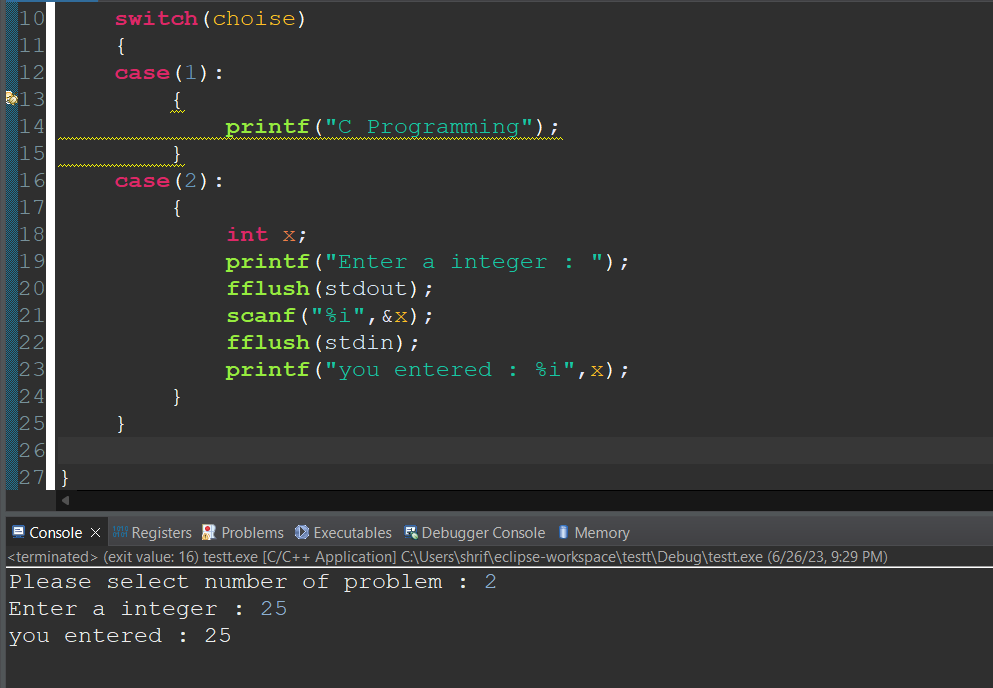 10 switch(choise)
11 {
12 case(1):
13 {
14 printf("C Programming");
15 }
16 case(2):
17 {
18 int x;
19 printf("Enter a integer : ");
20 fflush(stdout);
21 scanf("%i",&x);
22 fflush(stdin);
23 printf("you entered : %i",x);
24 }
25 }
26
27 }
Console Registers Problems Executables Debugger Console Memory
<terminated> (exit value: 16) testt.exe [C/C++ Application] C:\Users\shrif\eclipse-workspace\testt\Debug\testt.exe (6/26/23, 9:29 PM)
Please select number of problem : 2
Enter a integer : 25
you entered : 25